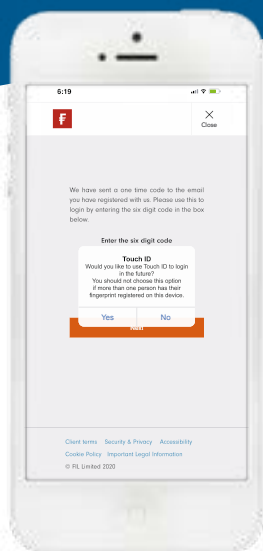 6:19
F
Close
We have sent a one time code to the email
you have registered with us. Please use this to
login by entering the six digit code in the box
below.
Enter the six digit code
Touch ID
Would you like to use Touch ID to login
in the future?
You should not choose this option
if more than one person has their
fingerprint registered on this device.
Yes No
Next
Client terms Security & Privacy Accessibility
Cookie Policy Important Legal Information
© FIL Limited 2020